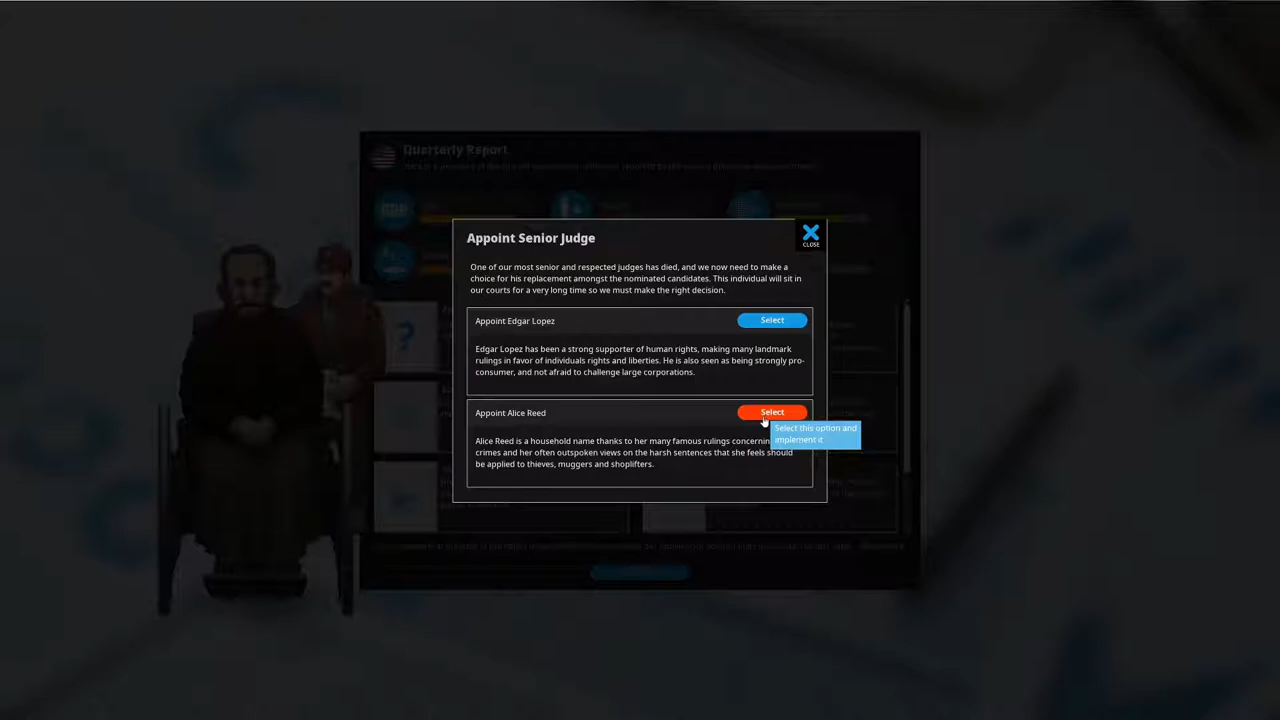 Quarterly Report
Appoint Senior Judge
CLOSE
One of our most senior and respected judges has died, and we now need to make a
choice for his replacement amongst the nominated candidates. This individual will sit in
our courts for a very long time so we must make the right decision.
Appoint Edgar Lopez
Select
Edgar Lopez has been a strong supporter of human rights, making many landmark
rulings in favor of individuals rights and liberties. He is also seen as being strongly pro-
consumer, and not afraid to challenge large corporations.
Appoint Alice Reed
Select
Select this option and
implement it
Alice Reed is a household name thanks to her many famous rulings concernin
crimes and her often outspoken views on the harsh sentences that she feels should
be applied to thieves, muggers and shoplifters.